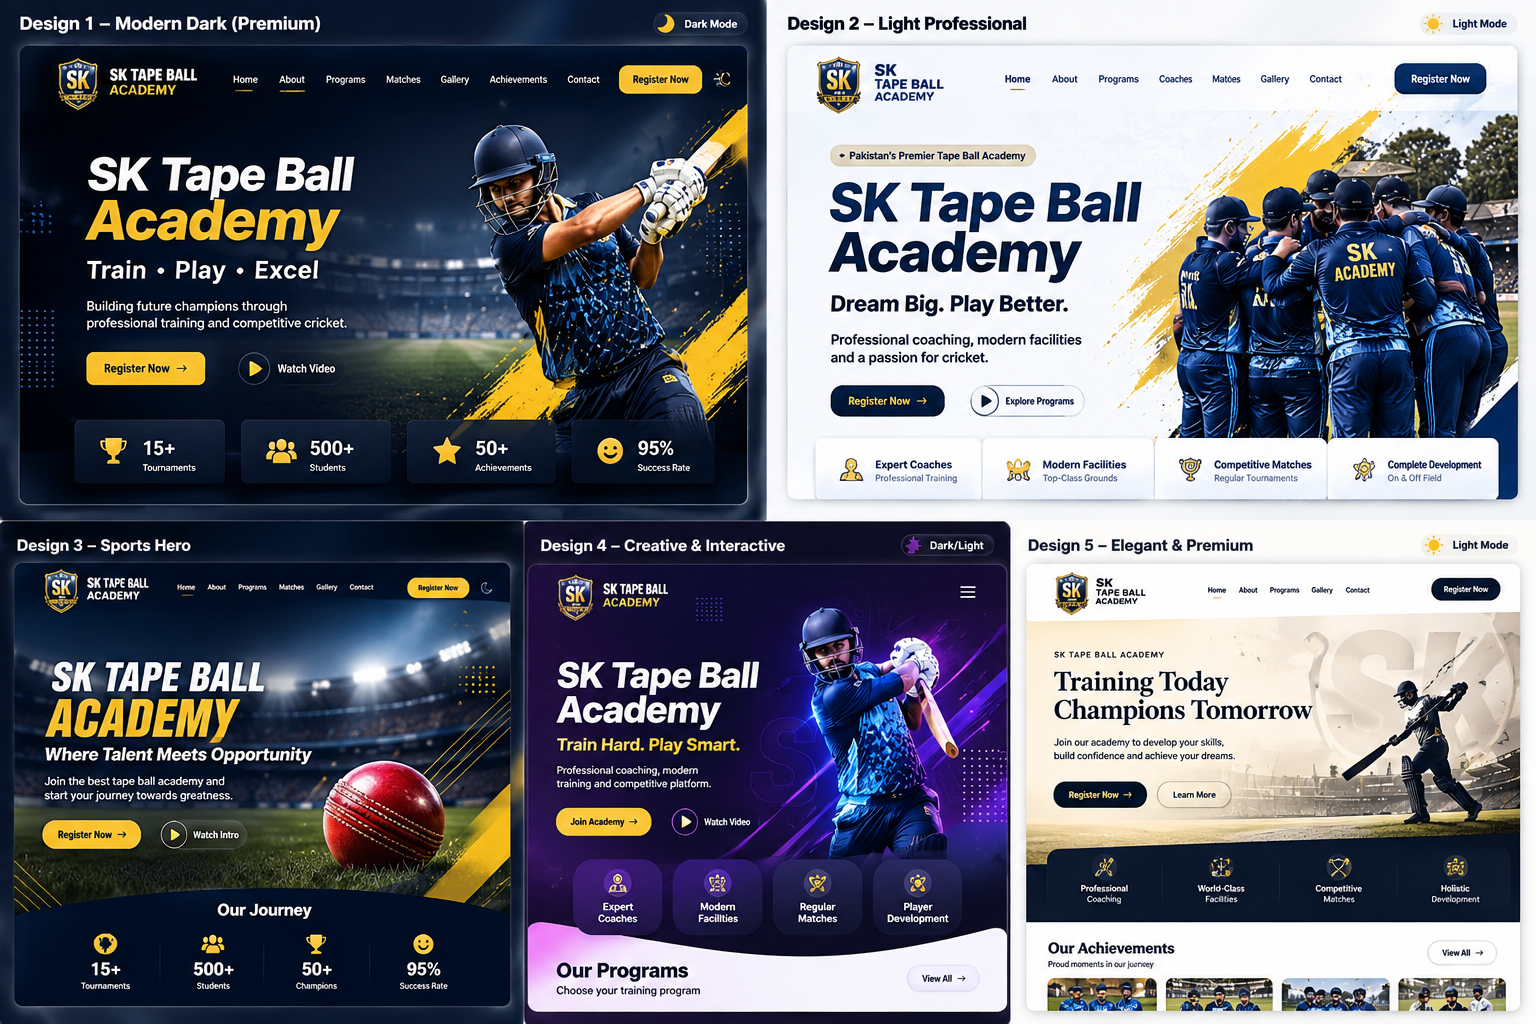 Design 1 – Modern Dark (Premium)
Dark Mode
SK
SK TAPE BALL
ACADEMY
Home
About
Programs
Matches
Gallery
Achievements
Contact
Register Now
SK Tape Ball
Academy
Train • Play • Excel
Building future champions through
professional training and competitive cricket.
Register Now →
Watch Video
15+
Tournaments
500+
Students
50+
Achievements
95%
Success Rate
Design 2 – Light Professional
Light Mode
SK
SK
TAPE BALL
ACADEMY
Home
About
Programs
Coaches
Matões
Gallery
Contact
Register Now
Pakistan's Premier Tape Ball Academy
SK Tape Ball
Academy
Dream Big. Play Better.
Professional coaching, modern facilities
and a passion for cricket.
Register Now →
Explore Programs
SK
ACADEMY
Expert Coaches
Professional Training
Modern Facilities
Top-Class Grounds
Competitive Matches
Regular Tournaments
Complete Development
On & Off Field
Design 3 – Sports Hero
SK
SK TAPE BALL
ACADEMY
Home
About
Programs
Matches
Gallery
Contact
Register Now
SK TAPE BALL
ACADEMY
Where Talent Meets Opportunity
Join the best tape ball academy and
start your journey towards greatness.
Register Now →
Watch Intro
Our Journey
15+
Tournaments
500+
Students
50+
Champions
95%
Success Rate
Design 4 – Creative & Interactive
Dark/Light
SK
SK TAPE BALL
ACADEMY
SK Tape Ball
Academy
Train Hard. Play Smart.
Professional coaching, modern
training and competitive platform.
Join Academy →
Watch Video
Expert
Coaches
Modern
Facilities
Regular
Matches
Player
Development
Our Programs
Choose your training program
View All →
Design 5 – Elegant & Premium
Light Mode
SK
SK
TAPE BALL
ACADEMY
Home
About
Programs
Gallery
Contact
Register Now
SK TAPE BALL ACADEMY
Training Today
Champions Tomorrow
Join our academy to develop your skills,
build confidence and achieve your dreams.
Register Now →
Learn More
SK
Professional
Coaching
World-Class
Facilities
Competitive
Matches
Holistic
Development
Our Achievements
Proud moments in our journey
View All →